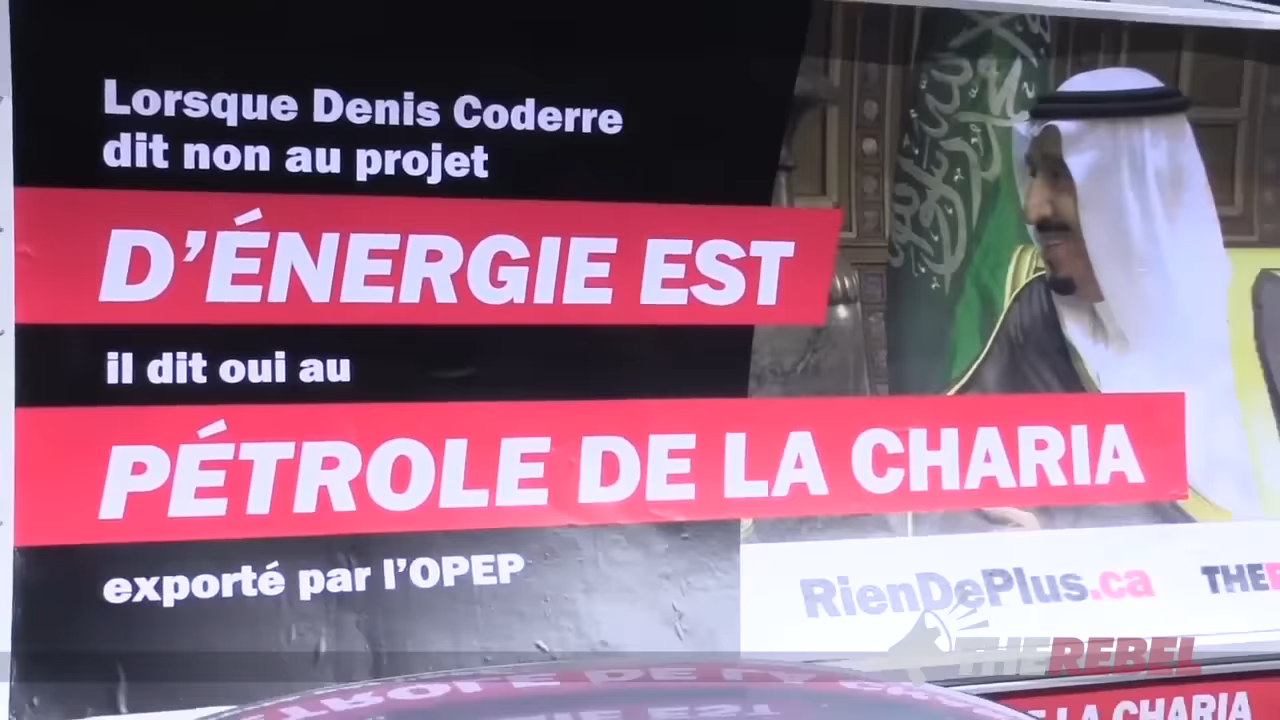 Lorsque Denis Coderre
dit non au projet
D'ÉNERGIE EST
il dit oui au
PÉTROLE DE LA CHARIA
exporté par l'OPEP
RienDePlus.ca
THE
THEREBEL
LA CHARIA